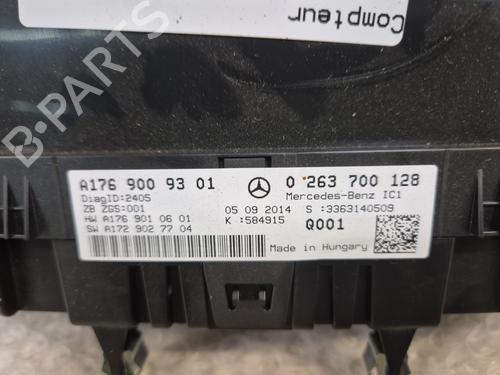 Compteur
A176 900 93 01
0 263 700 128
DiagID:2405
Mercedes-Benz IC1
ZB ZGS:001
05 09 2014
S :3363140509
HW A176 901 06 01
K :584915
Q001
SW A172 902 77 04
Made in Hungary
B-PARTS